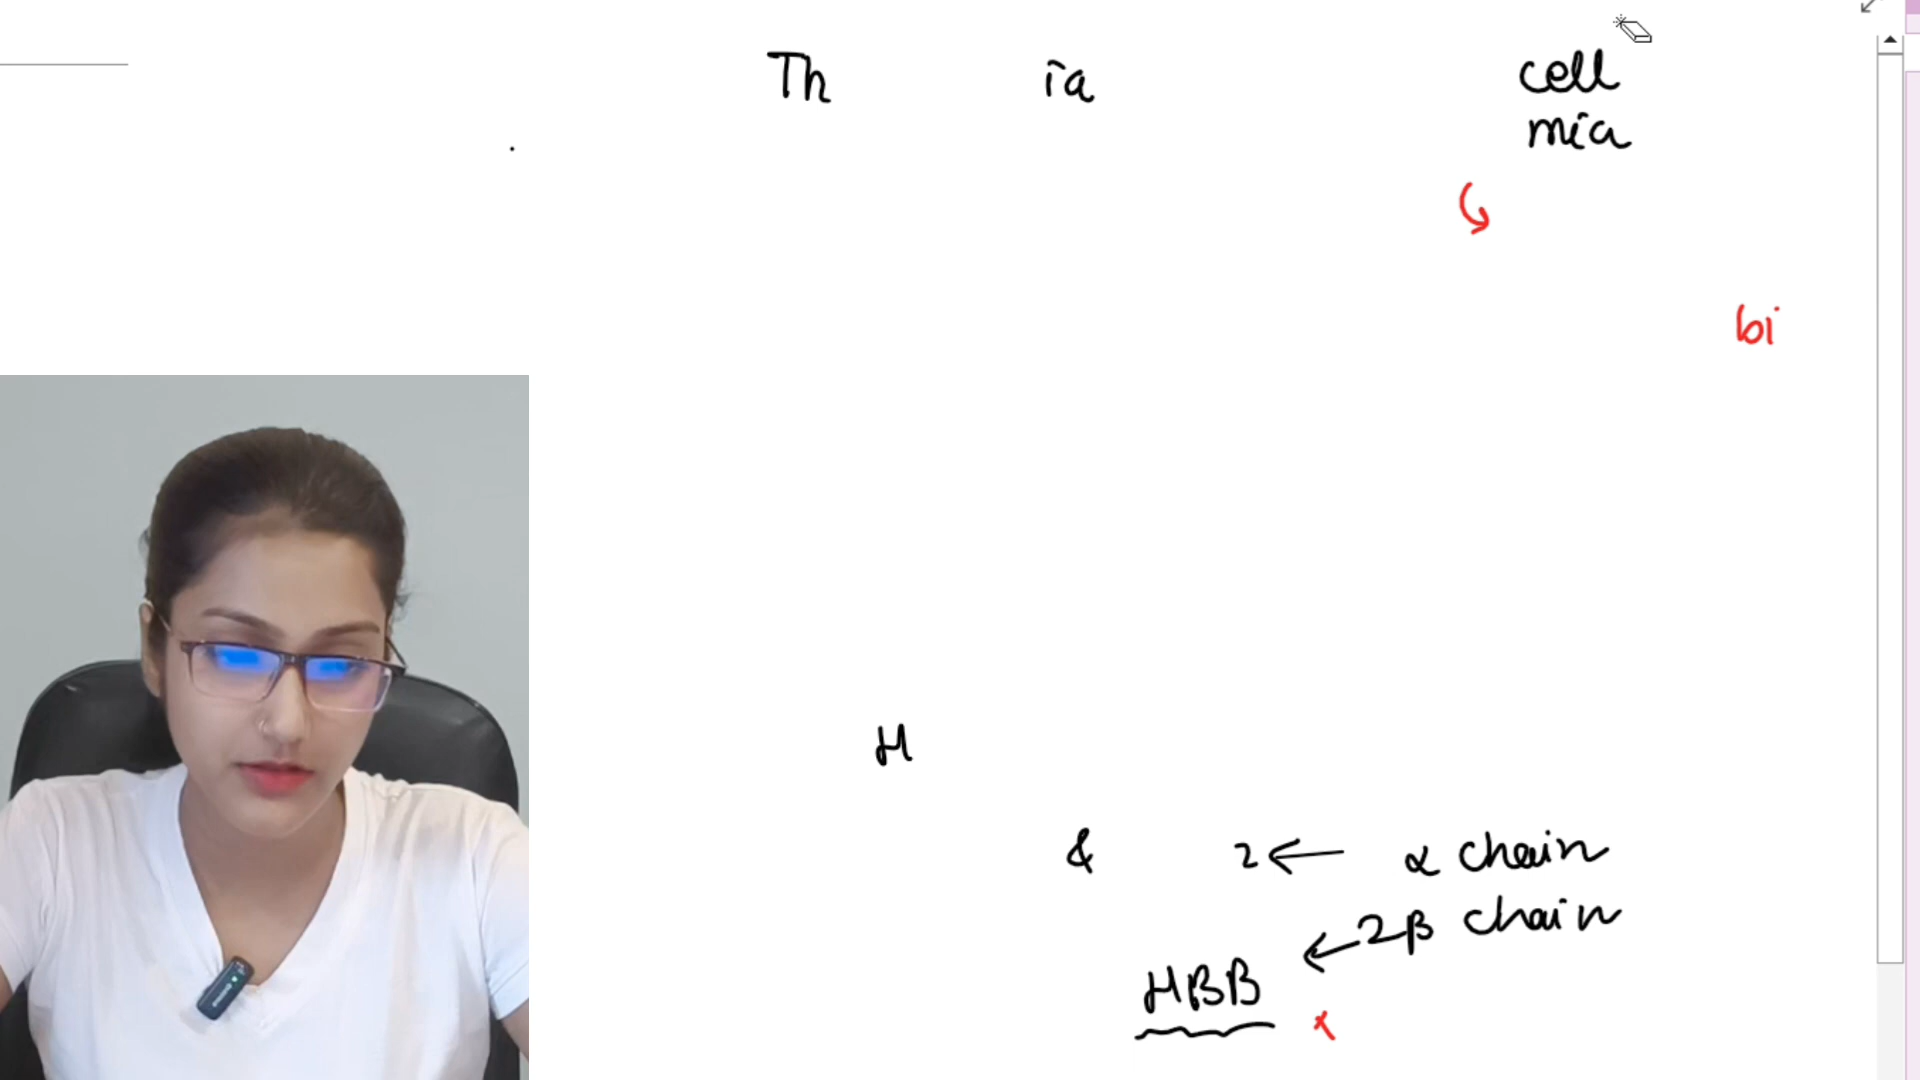 Th ia cell
mia
bi
H
& 2 ← α chain
← 2β chain
HBB
x